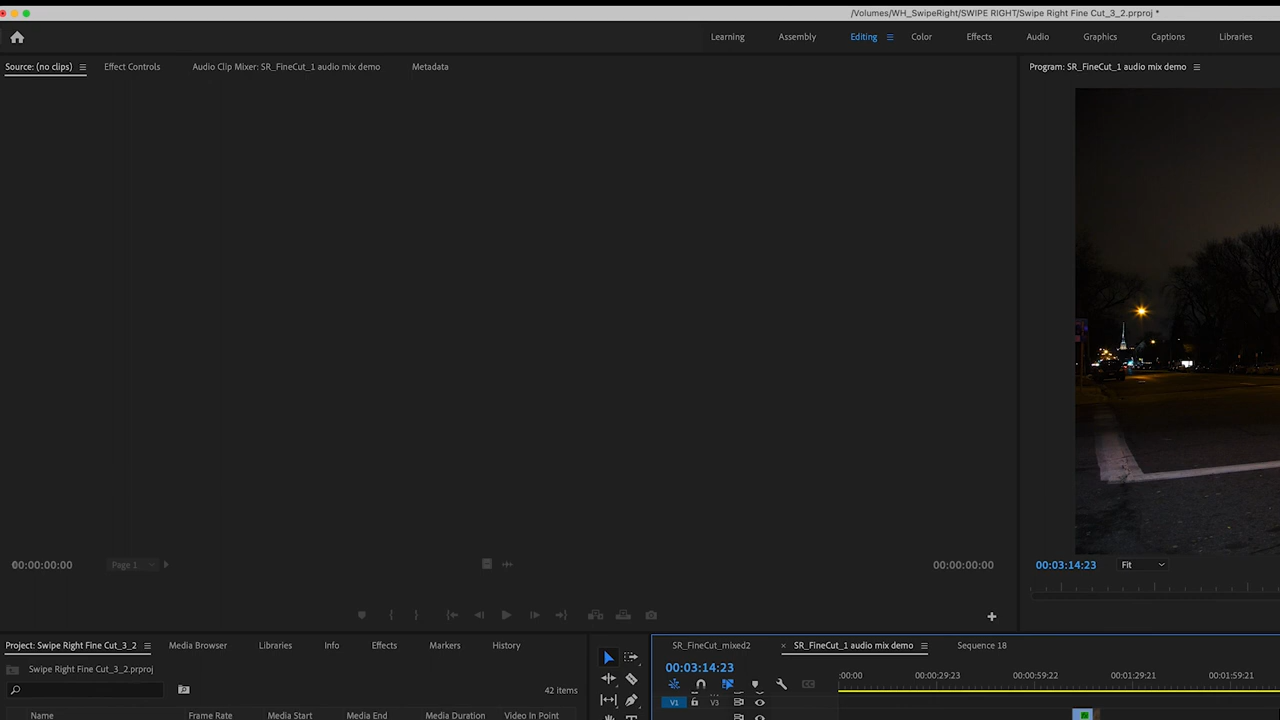 /Volumes/WH_SwipeRight/SWIPE RIGHT/Swipe Right Fine Cut_3_2.prproj *
Learning Assembly Editing Color Effects Audio Graphics Captions Libraries
Source: (no clips) Effect Controls Audio Clip Mixer: SR_FineCut_1 audio mix demo Metadata
Program: SR_FineCut_1 audio mix demo
00:00:00:00 Page 1 00:00:00:00
00:03:14:23 Fit
Project: Swipe Right Fine Cut_3_2 Media Browser Libraries Info Effects Markers History
Swipe Right Fine Cut_3_2.prproj
42 items
Name Frame Rate Media Start Media End Media Duration Video In Point
SR_FineCut_mixed2 × SR_FineCut_1 audio mix demo Sequence 18
00:03:14:23
:00:00 00:00:29:23 00:00:59:22 00:01:29:21 00:01:59:21
V1 V3